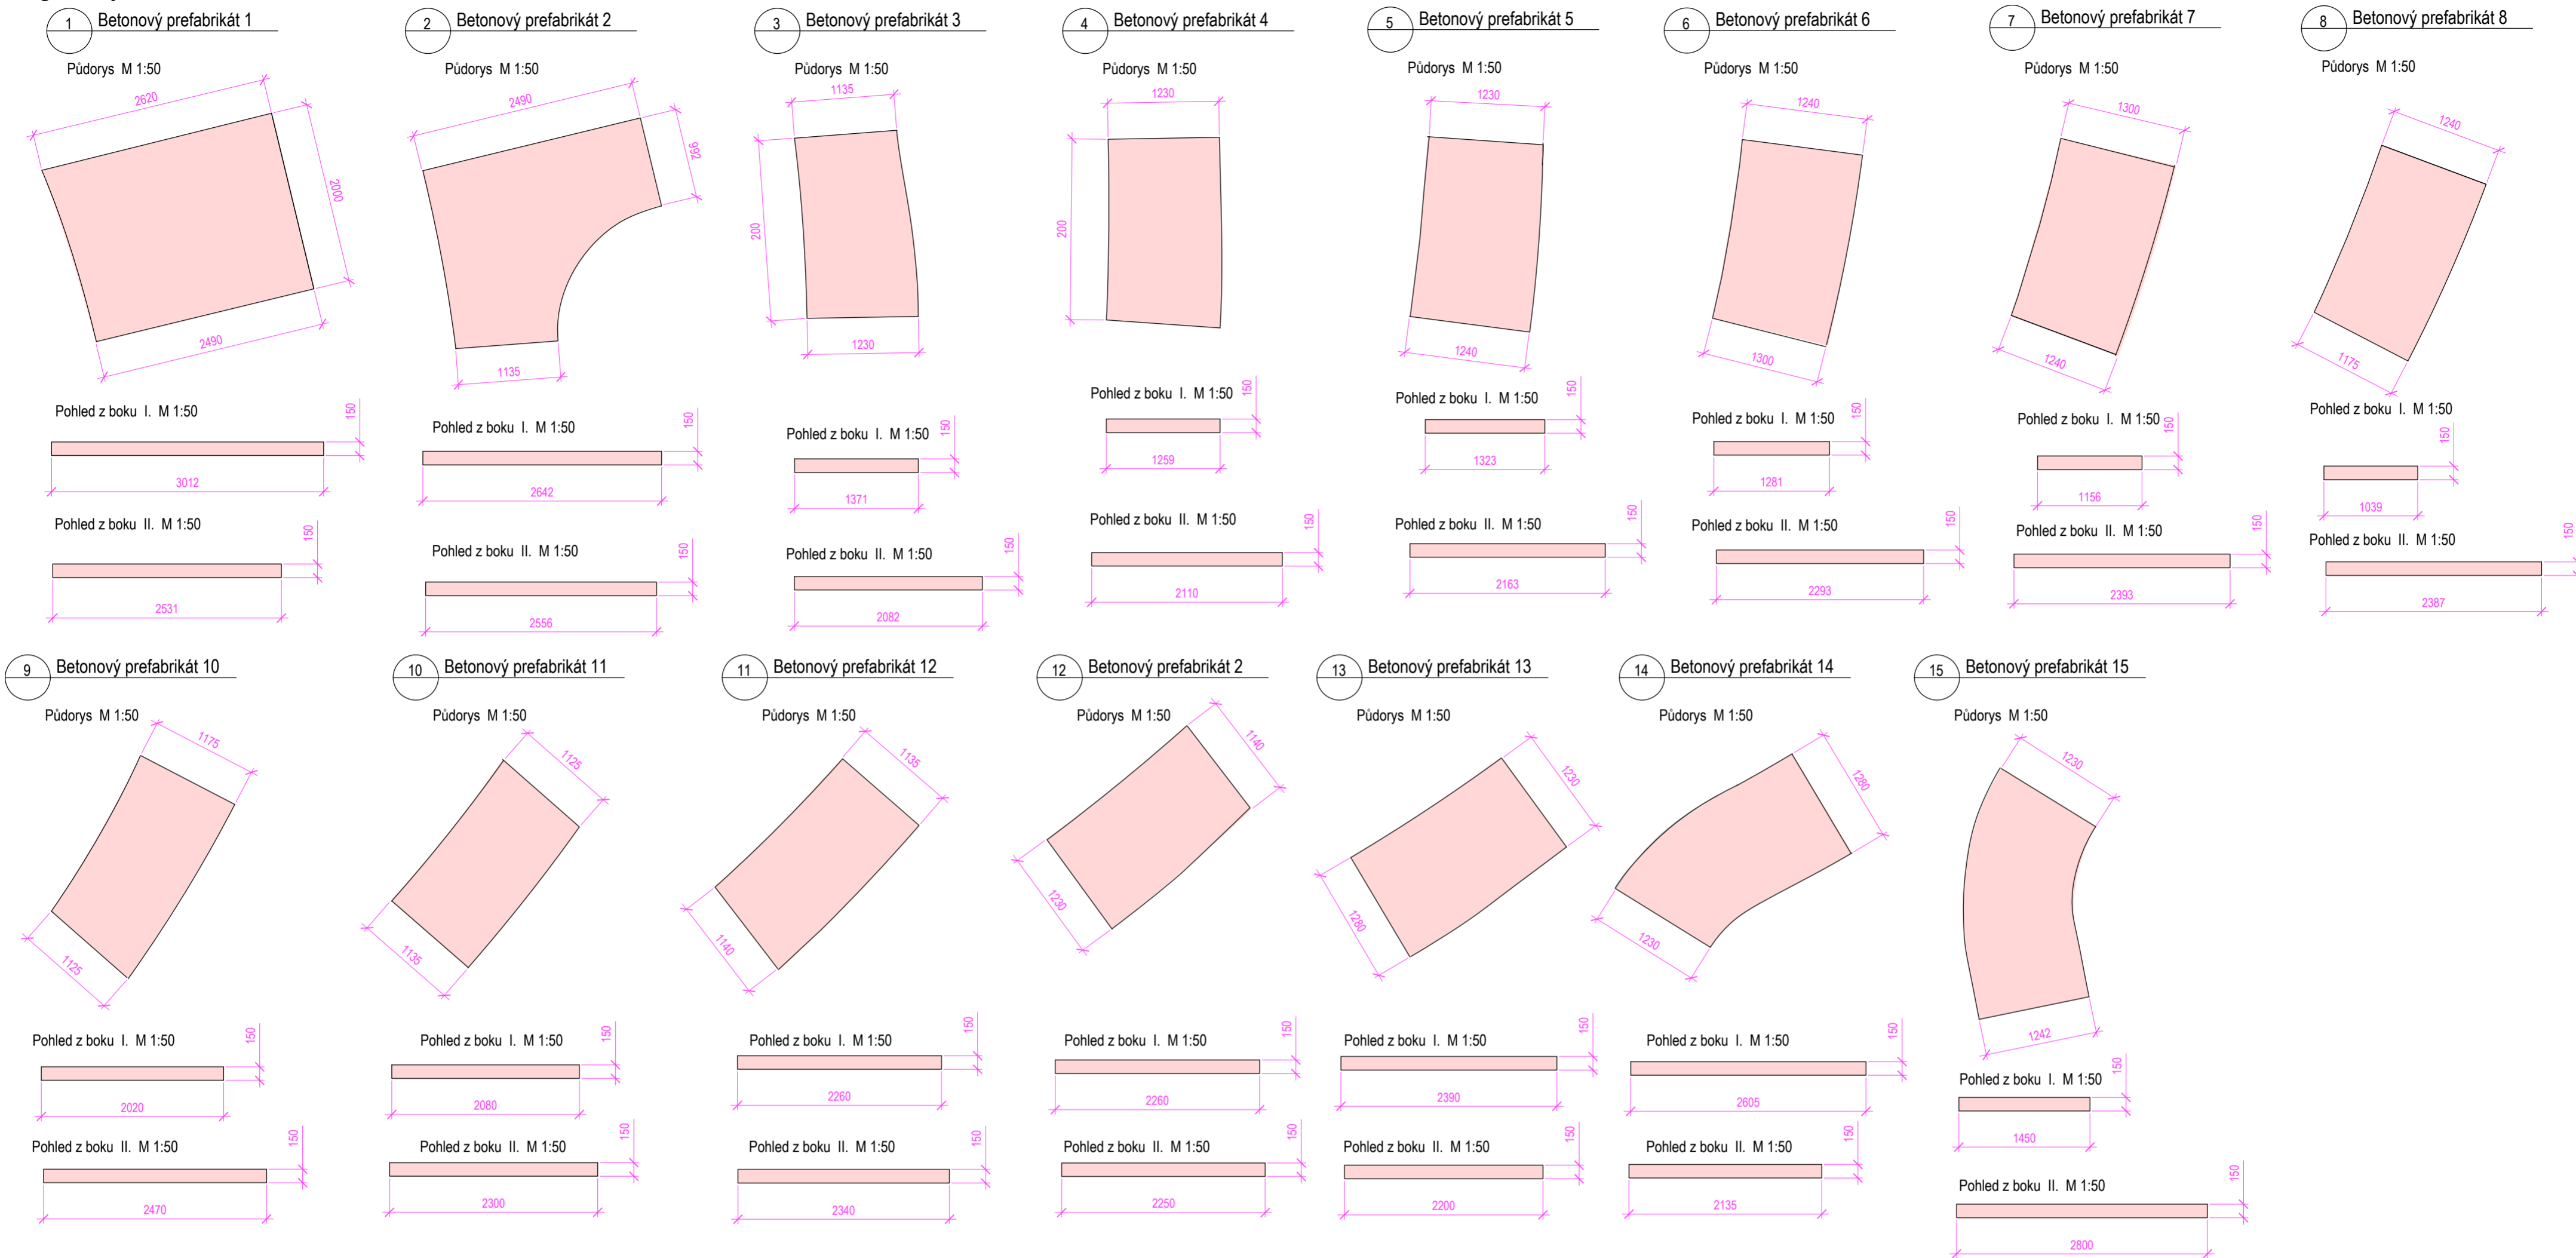 1 Betonový prefabrikát 1
Půdorys M 1:50
2620
2000
2490
Pohled z boku I. M 1:50
150
3012
Pohled z boku II. M 1:50
150
2531
2 Betonový prefabrikát 2
Půdorys M 1:50
2490
992
1135
Pohled z boku I. M 1:50
150
2642
Pohled z boku II. M 1:50
150
2556
3 Betonový prefabrikát 3
Půdorys M 1:50
1135
200
1230
Pohled z boku I. M 1:50
150
1371
Pohled z boku II. M 1:50
150
2082
4 Betonový prefabrikát 4
Půdorys M 1:50
1230
200
Pohled z boku I. M 1:50
150
1259
Pohled z boku II. M 1:50
150
2110
5 Betonový prefabrikát 5
Půdorys M 1:50
1230
1240
Pohled z boku I. M 1:50
150
1323
Pohled z boku II. M 1:50
150
2163
6 Betonový prefabrikát 6
Půdorys M 1:50
1240
1300
Pohled z boku I. M 1:50
150
1281
Pohled z boku II. M 1:50
150
2293
7 Betonový prefabrikát 7
Půdorys M 1:50
1300
1240
Pohled z boku I. M 1:50
150
1156
Pohled z boku II. M 1:50
150
2393
8 Betonový prefabrikát 8
Půdorys M 1:50
1240
1175
Pohled z boku I. M 1:50
150
1039
Pohled z boku II. M 1:50
150
2387
9 Betonový prefabrikát 10
Půdorys M 1:50
1175
1125
Pohled z boku I. M 1:50
150
2020
Pohled z boku II. M 1:50
150
2470
10 Betonový prefabrikát 11
Půdorys M 1:50
1125
1135
Pohled z boku I. M 1:50
150
2080
Pohled z boku II. M 1:50
150
2300
11 Betonový prefabrikát 12
Půdorys M 1:50
1135
1140
Pohled z boku I. M 1:50
150
2260
Pohled z boku II. M 1:50
150
2340
12 Betonový prefabrikát 2
Půdorys M 1:50
1140
1230
Pohled z boku I. M 1:50
150
2260
Pohled z boku II. M 1:50
150
2250
13 Betonový prefabrikát 13
Půdorys M 1:50
1230
1280
Pohled z boku I. M 1:50
150
2390
Pohled z boku II. M 1:50
150
2200
14 Betonový prefabrikát 14
Půdorys M 1:50
1280
1230
Pohled z boku I. M 1:50
150
2605
Pohled z boku II. M 1:50
150
2135
15 Betonový prefabrikát 15
Půdorys M 1:50
1230
1242
Pohled z boku I. M 1:50
150
1450
Pohled z boku II. M 1:50
150
2800